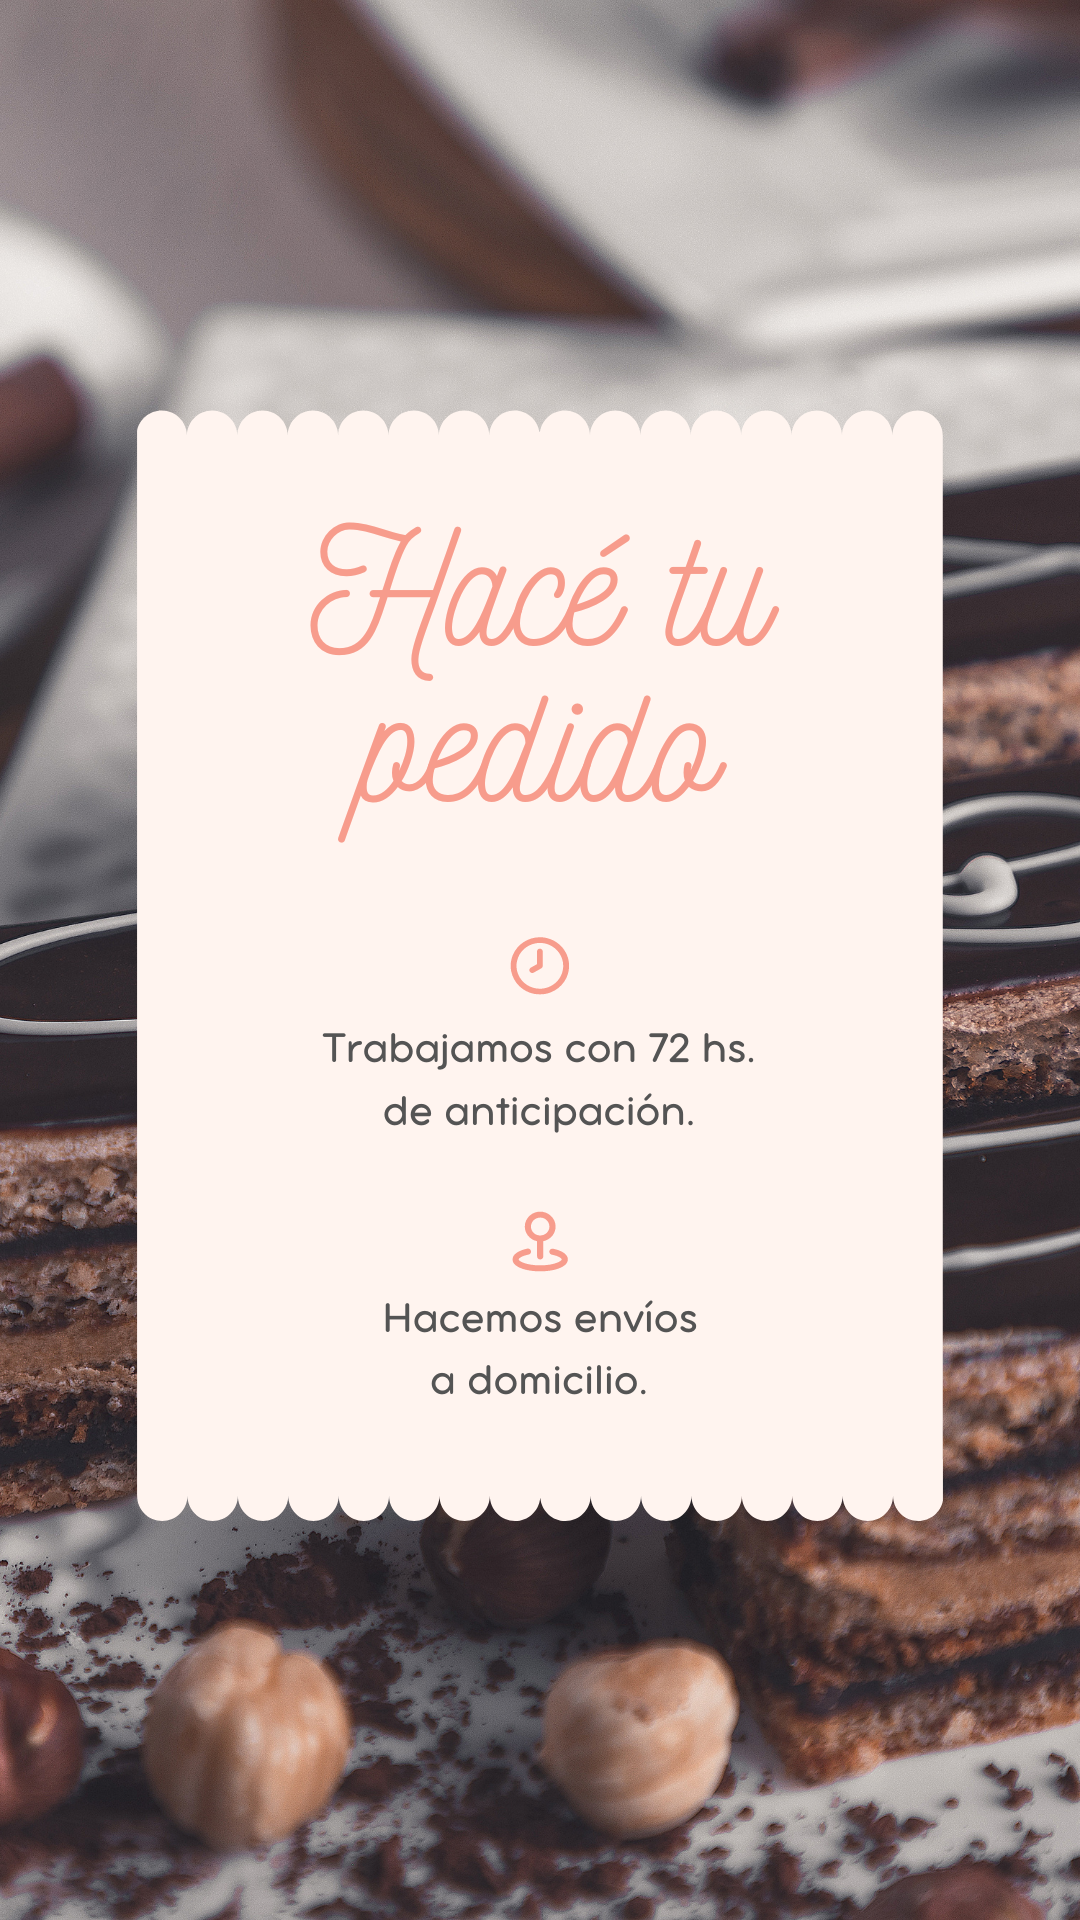 Hacé tu
pedido
Trabajamos con 72 hs.
de anticipación.
Hacemos envíos
a domicilio.